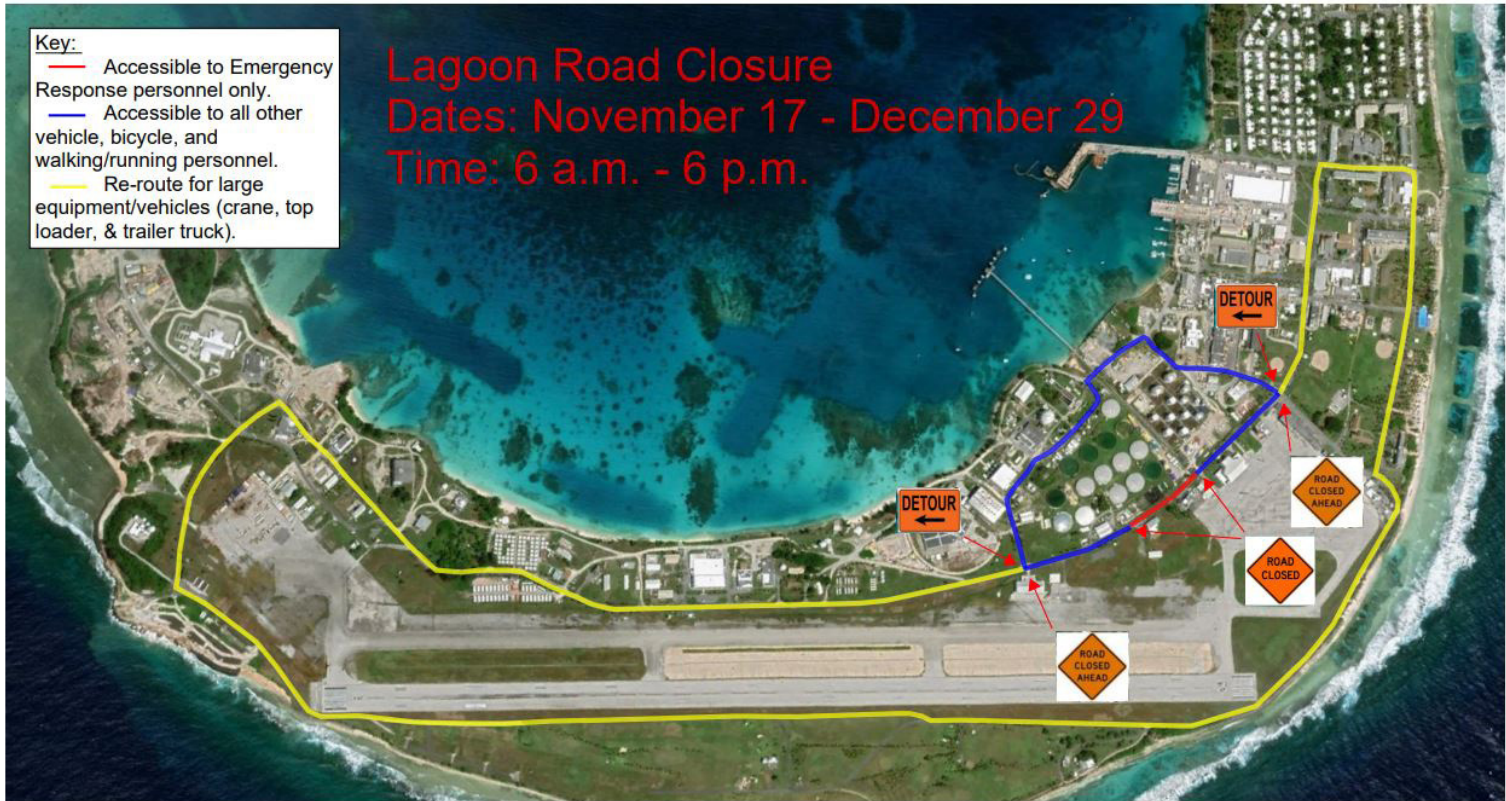 Key:
Accessible to Emergency
Response personnel only.
Accessible to all other
vehicle, bicycle, and
walking/running personnel.
Re-route for large
equipment/vehicles (crane, top
loader, & trailer truck).
Lagoon Road Closure
Dates: November 17 - December 29
Time: 6 a.m. - 6 p.m.
DETOUR
ROAD
CLOSED
AHEAD
DETOUR
ROAD
CLOSED
ROAD
CLOSED
AHEAD